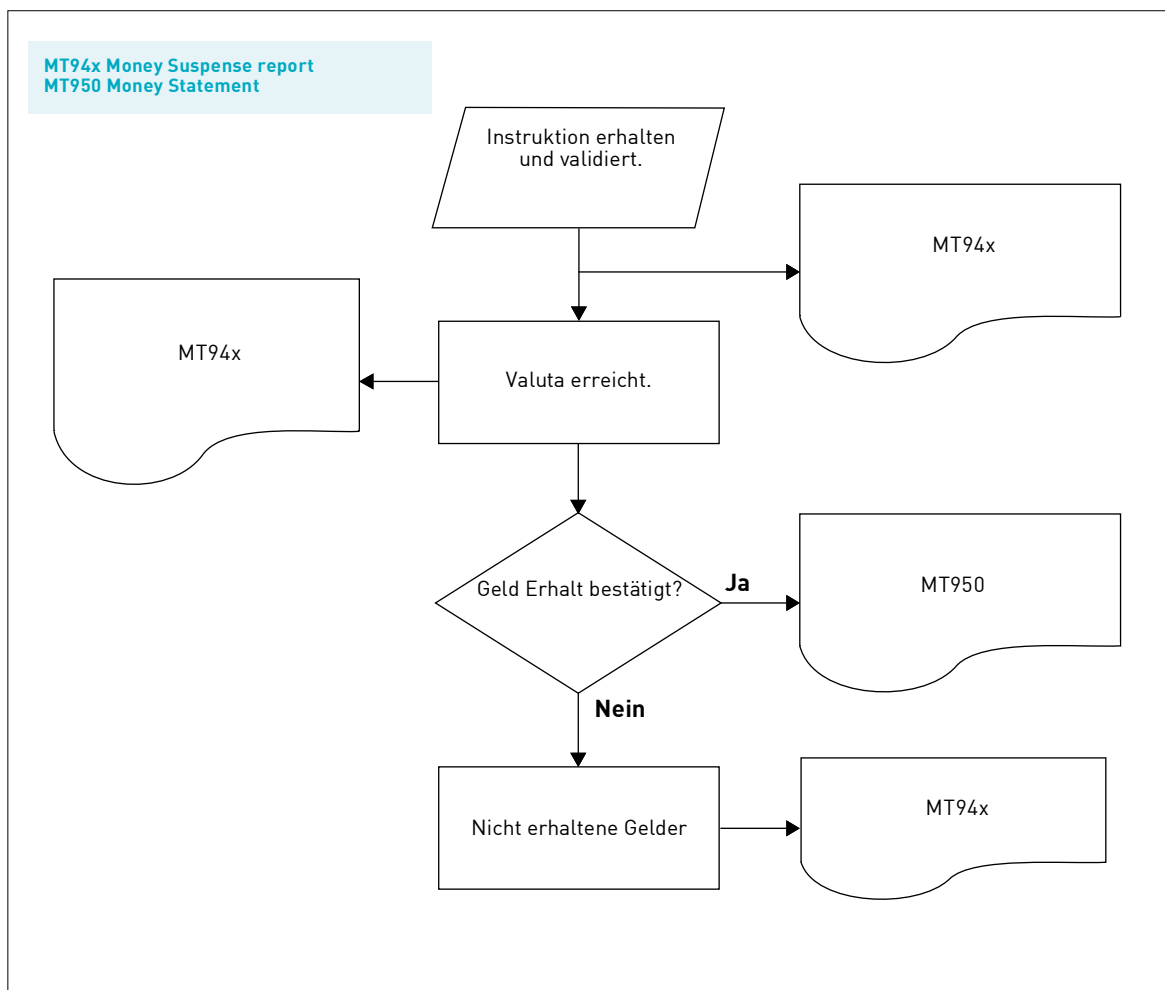 MT94x Money Suspense report
MT950 Money Statement
Instruktion erhalten
und validiert.
MT94x
MT94x
Valuta erreicht.
Geld Erhalt bestätigt?
Ja
MT950
Nein
Nicht erhaltene Gelder
MT94x